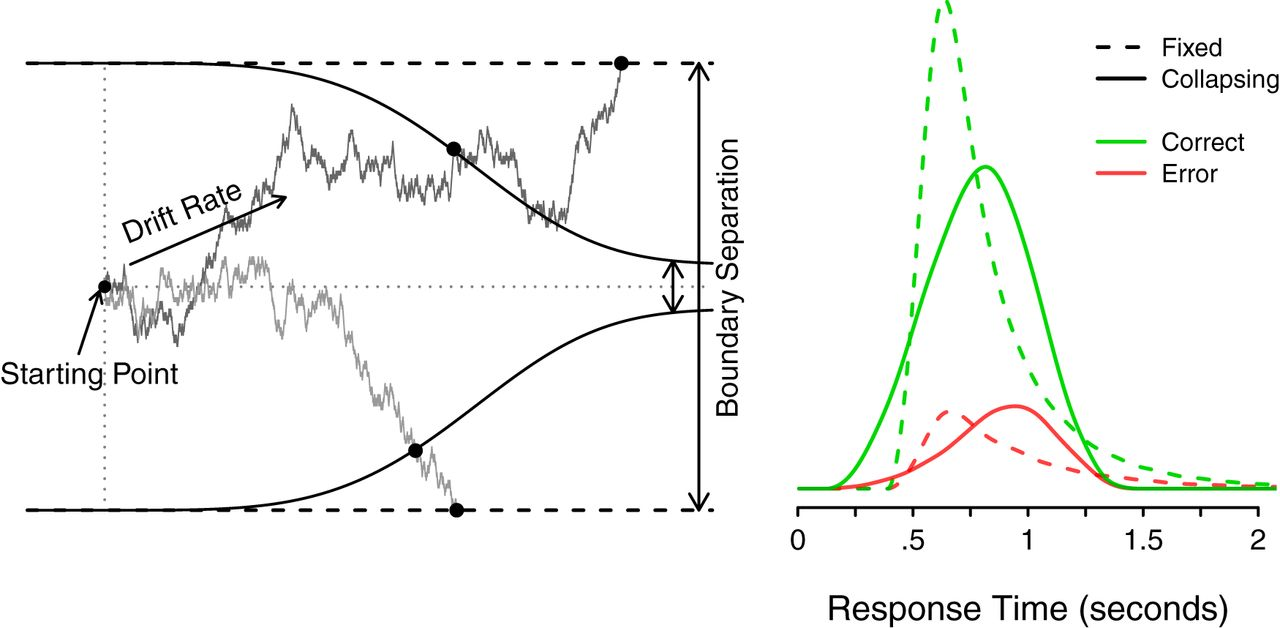 Drift Rate
Starting Point
Boundary Separation
Fixed
Collapsing
Correct
Error
0 .5 1 1.5 2
Response Time (seconds)